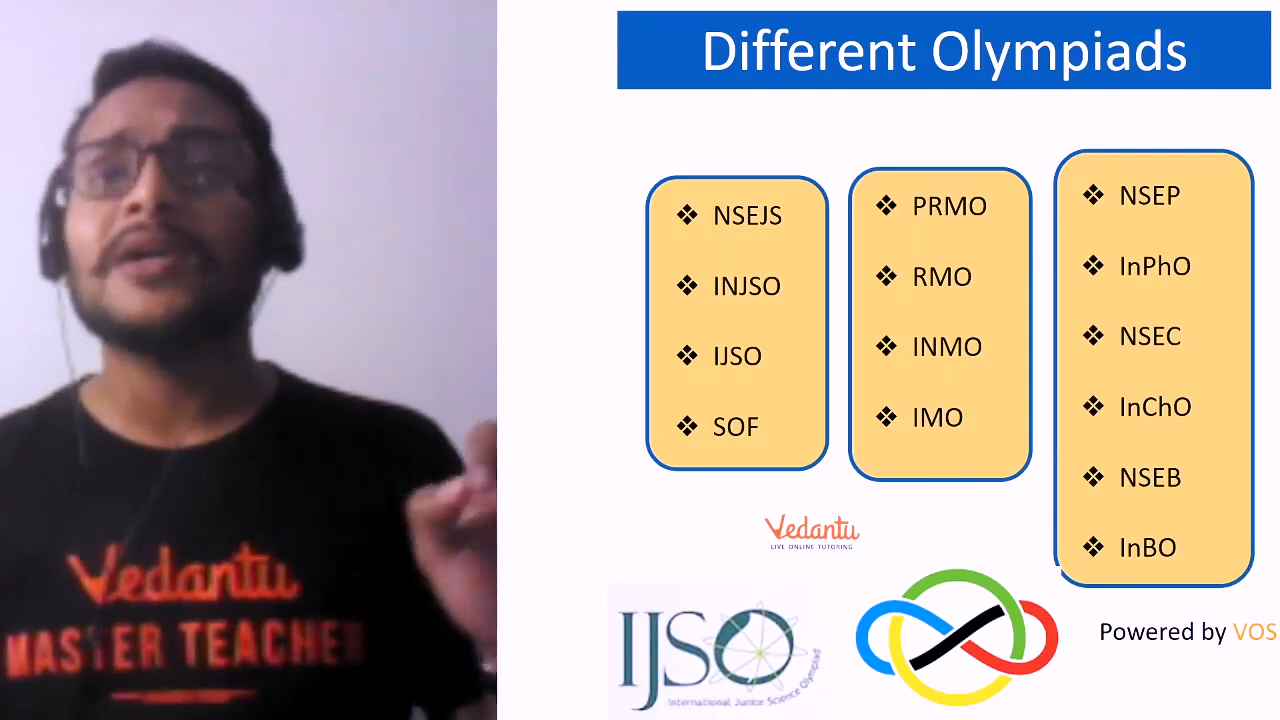 Different Olympiads
NSEJS
INJSO
IJSO
SOF
PRMO
RMO
INMO
IMO
NSEP
InPhO
NSEC
InChO
NSEB
InBO
Vedantu
LIVE ONLINE TUTORING
IJSO
International Junior Science Olympiad
Powered by VOS
Vedantu
MASTER TEACHER